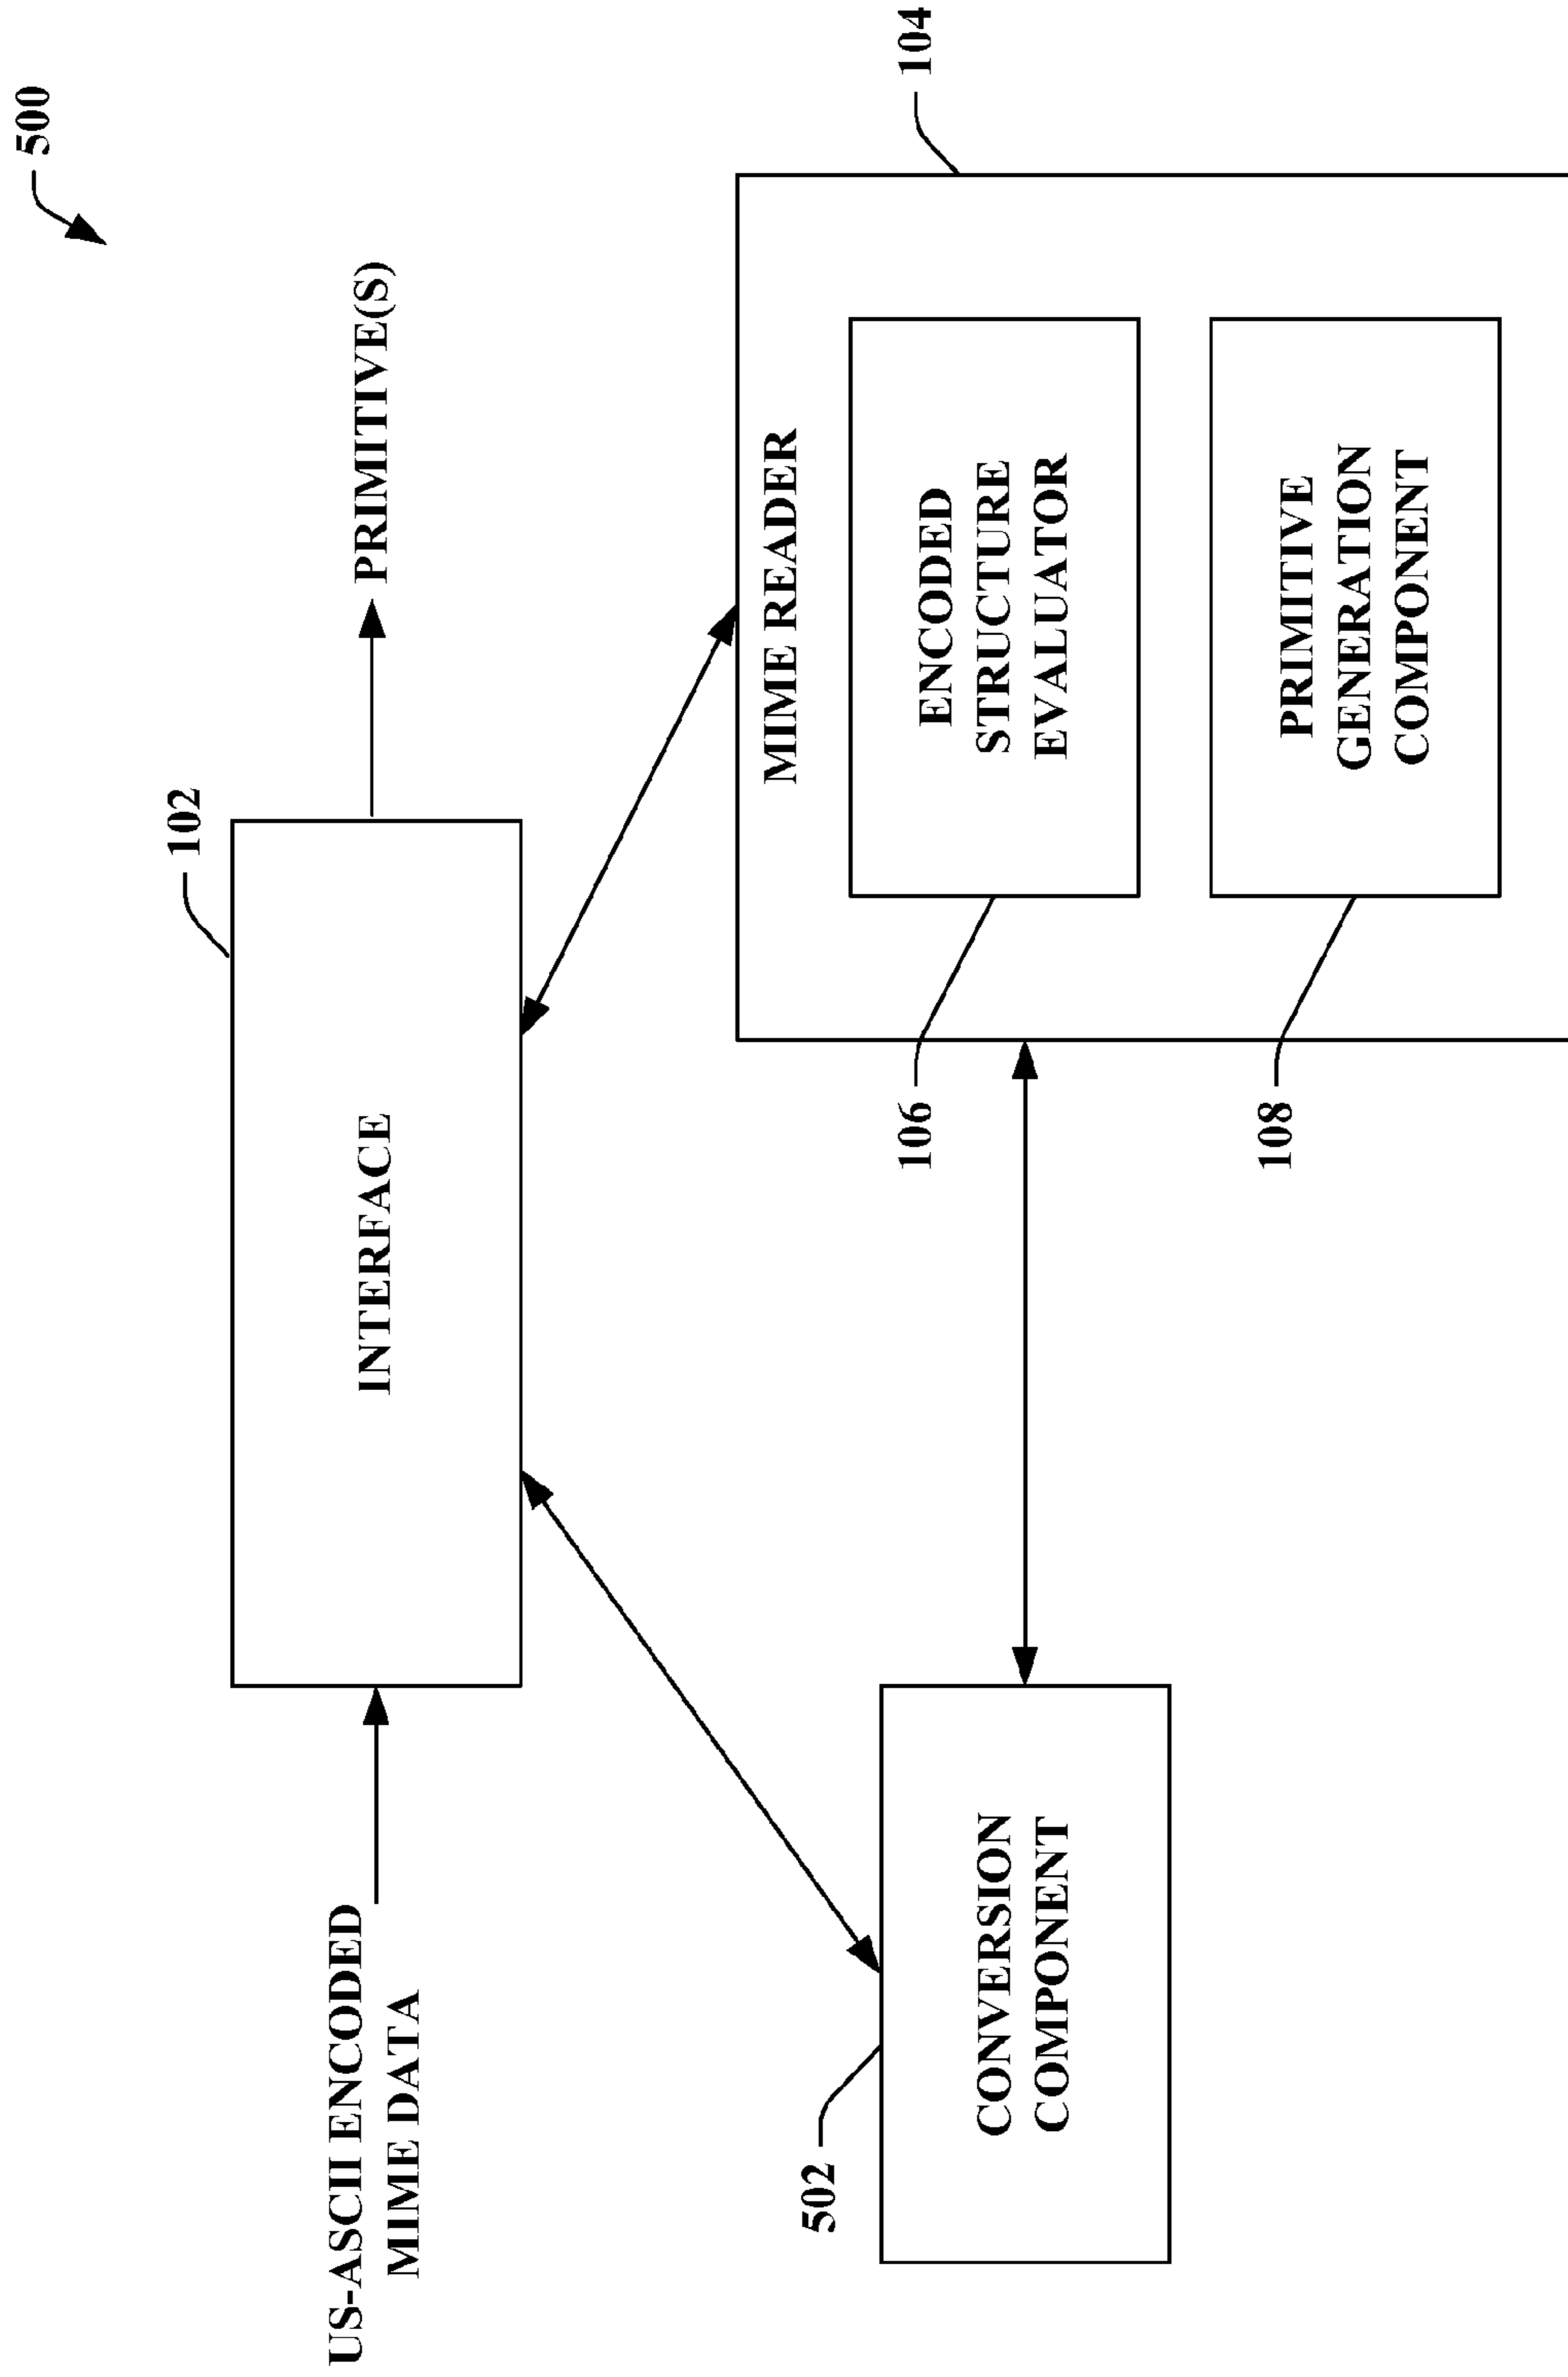 500
US-ASCII ENCODED
MIME DATA
102
INTERFACE
PRIMITIVE(S)
502
CONVERSION
COMPONENT
104
MIME READER
106
ENCODED
STRUCTURE
EVALUATOR
108
PRIMITIVE
GENERATION
COMPONENT